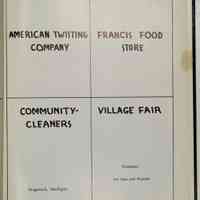 AMERICAN TWISTING
COMPANY
FRANCIS FOOD
STORE
COMMUNITY-
CLEANERS
VILLAGE FAIR